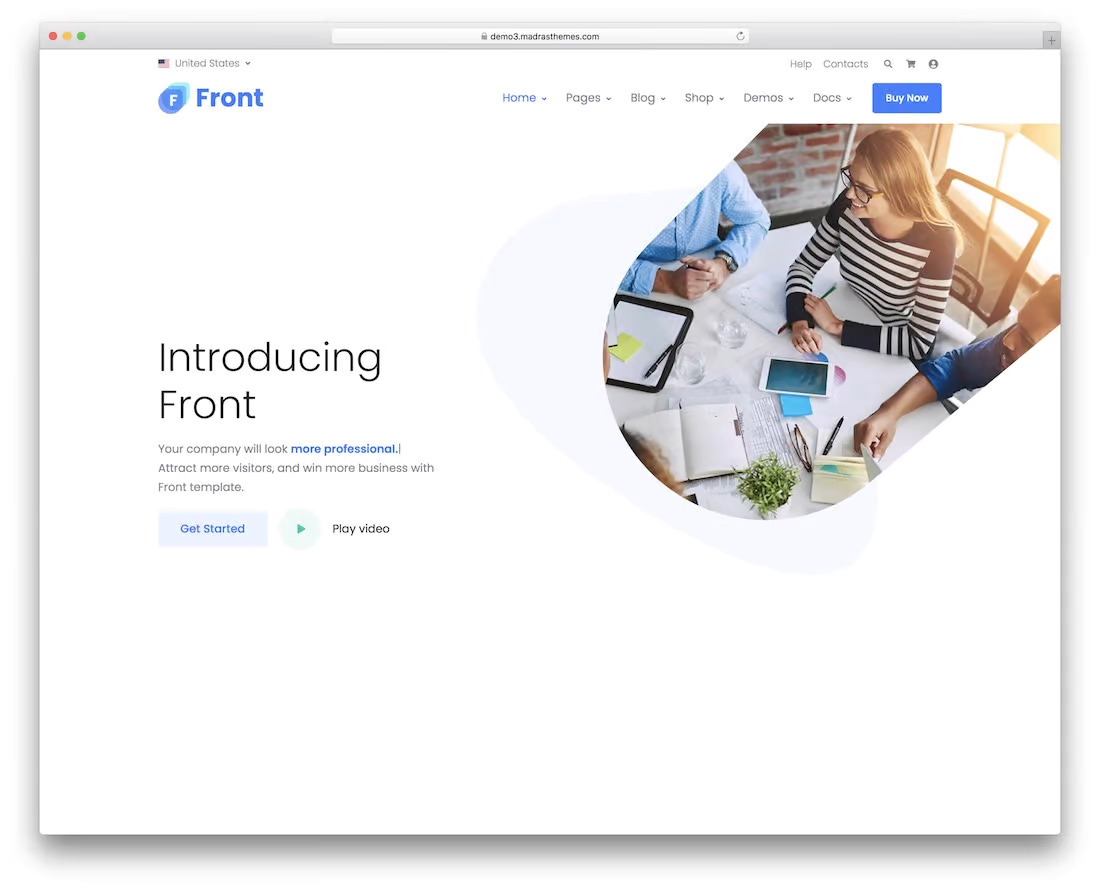 demo3.madrasthemes.com
United States
Help Contacts
F Front
Home Pages Blog Shop Demos Docs Buy Now
Introducing
Front
Your company will look more professional.|
Attract more visitors, and win more business with
Front template.
Get Started Play video